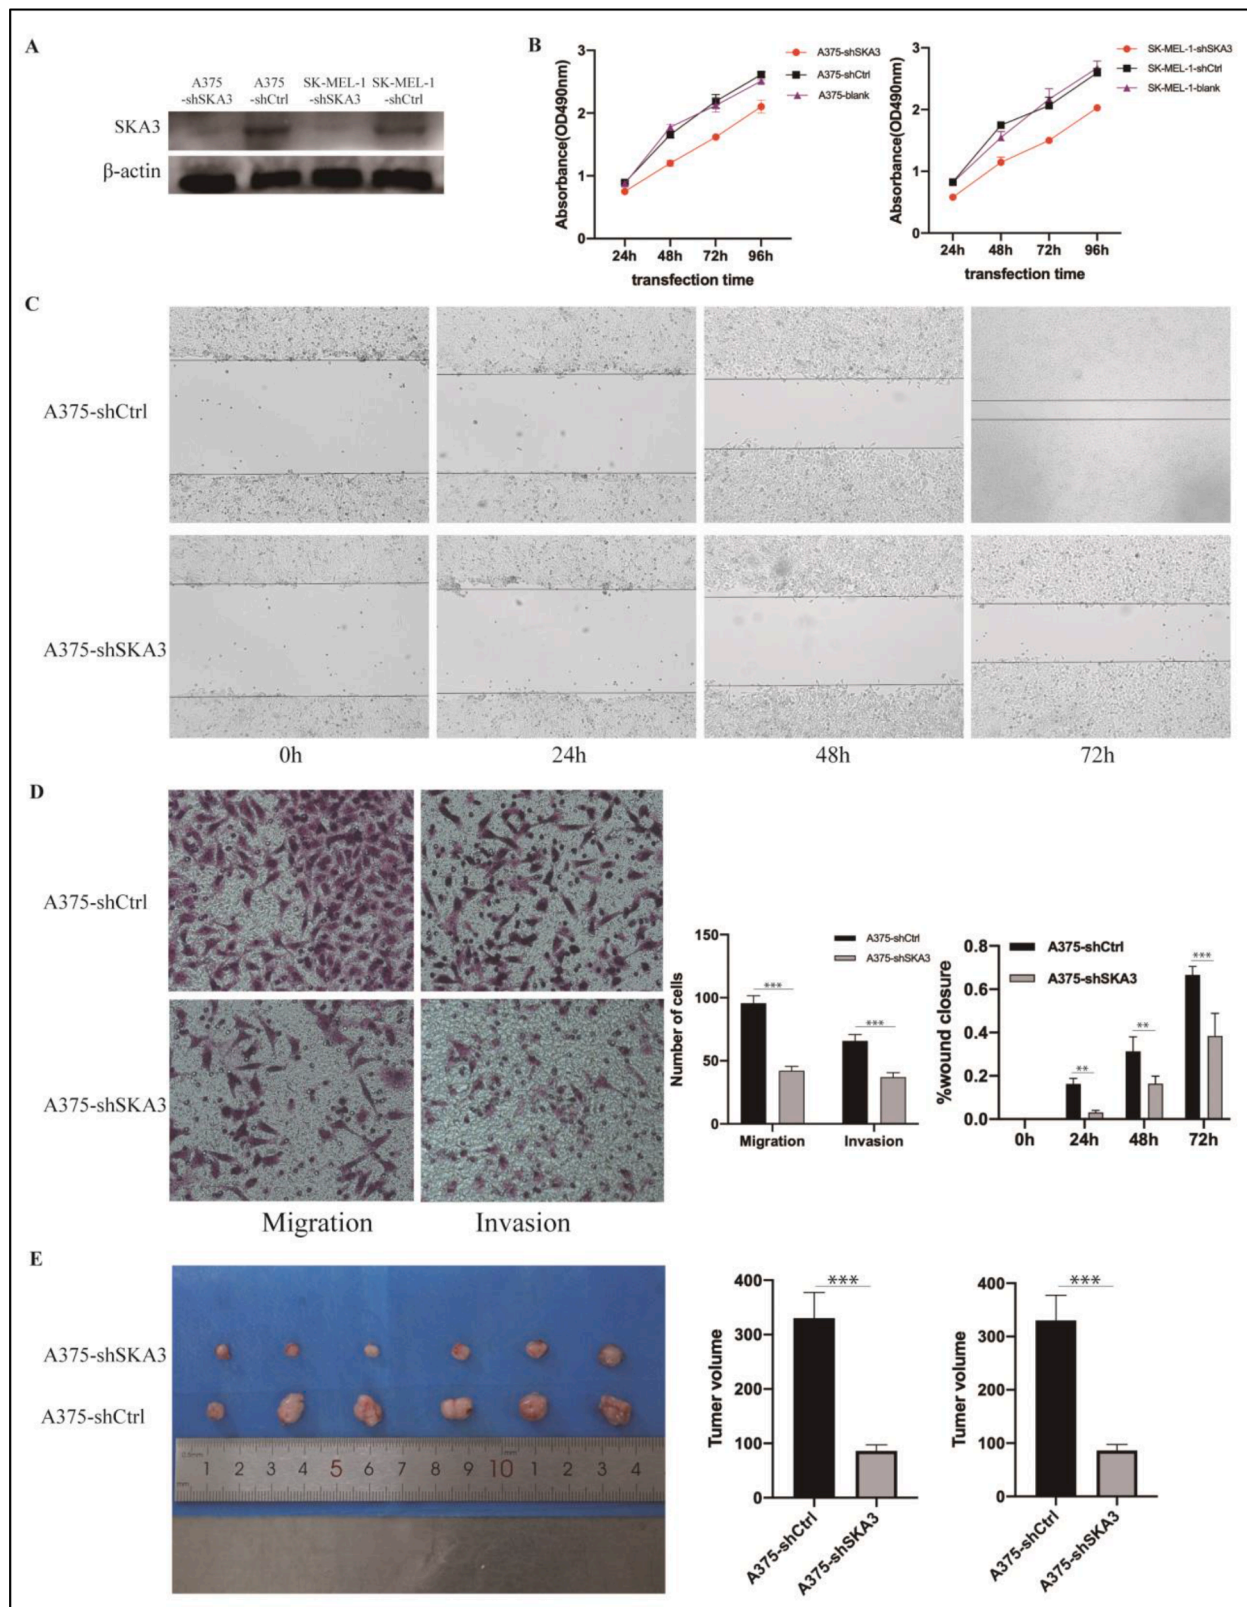 A
A375
-shSKA3
A375
-shCtrl
SK-MEL-1
-shSKA3
SK-MEL-1
-shCtrl
SKA3
β-actin
B
Absorbance(OD490nm)
3
2
1
0
24h 48h 72h 96h
transfection time
A375-shSKA3
A375-shCtrl
A375-blank
Absorbance(OD490nm)
3
2
1
0
24h 48h 72h 96h
transfection time
SK-MEL-1-shSKA3
SK-MEL-1-shCtrl
SK-MEL-1-blank
C
A375-shCtrl
A375-shSKA3
0h 24h 48h 72h
D
A375-shCtrl
A375-shSKA3
Migration Invasion
Number of cells
150
100
50
0
*** ***
Migration Invasion
A375-shCtrl
A375-shSKA3
%wound closure
0.8
0.6
0.4
0.2
0.0
** ** ***
0h 24h 48h 72h
A375-shCtrl
A375-shSKA3
E
A375-shSKA3
A375-shCtrl
1 2 3 4 5 6 7 8 9 10 1 2 3 4
Tumer volume
400
300
200
100
0
***
A375-shCtrl
A375-shSKA3
Tumer volume
400
300
200
100
0
***
A375-shCtrl
A375-shSKA3